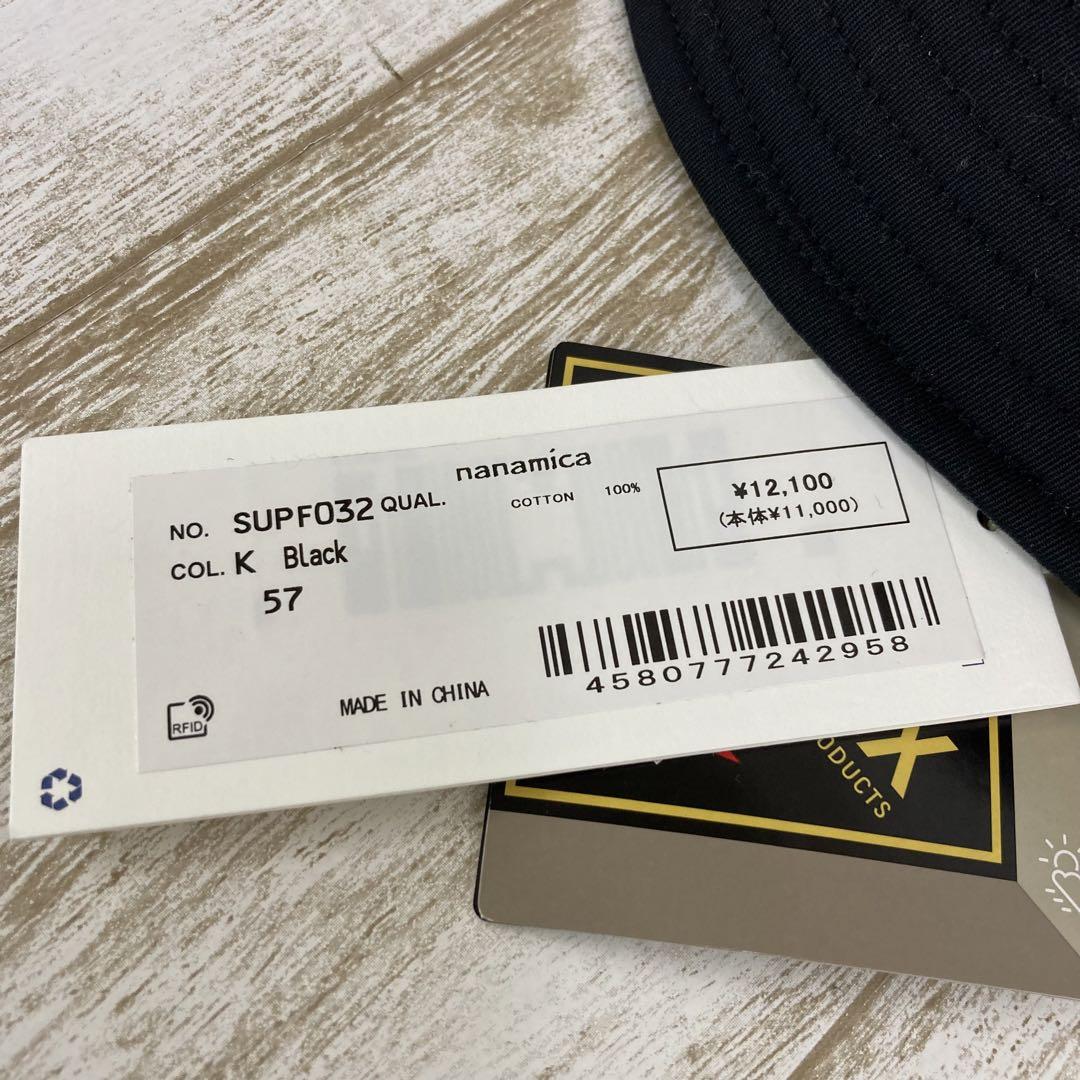 nanamica
NO. SUPF032 QUAL. COTTON 100%
¥12,100
(本体¥11,000)
COL. K Black
57
4580777242958
MADE IN CHINA
RFID
X
ODUCTS